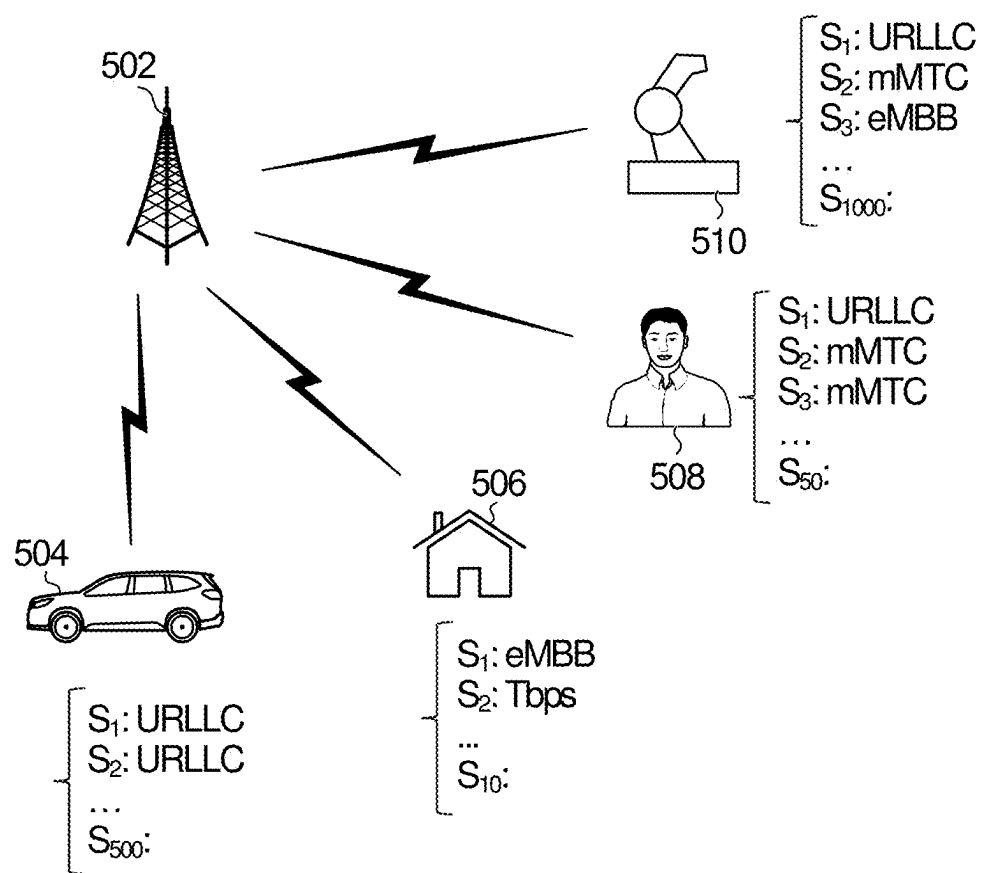 502
S₁: URLLC
S₂: mMTC
S₃: eMBB
...
S₁₀₀₀:
510
S₁: URLLC
S₂: mMTC
S₃: mMTC
...
S₅₀:
508
506
S₁: eMBB
S₂: Tbps
...
S₁₀:
504
S₁: URLLC
S₂: URLLC
...
S₅₀₀: